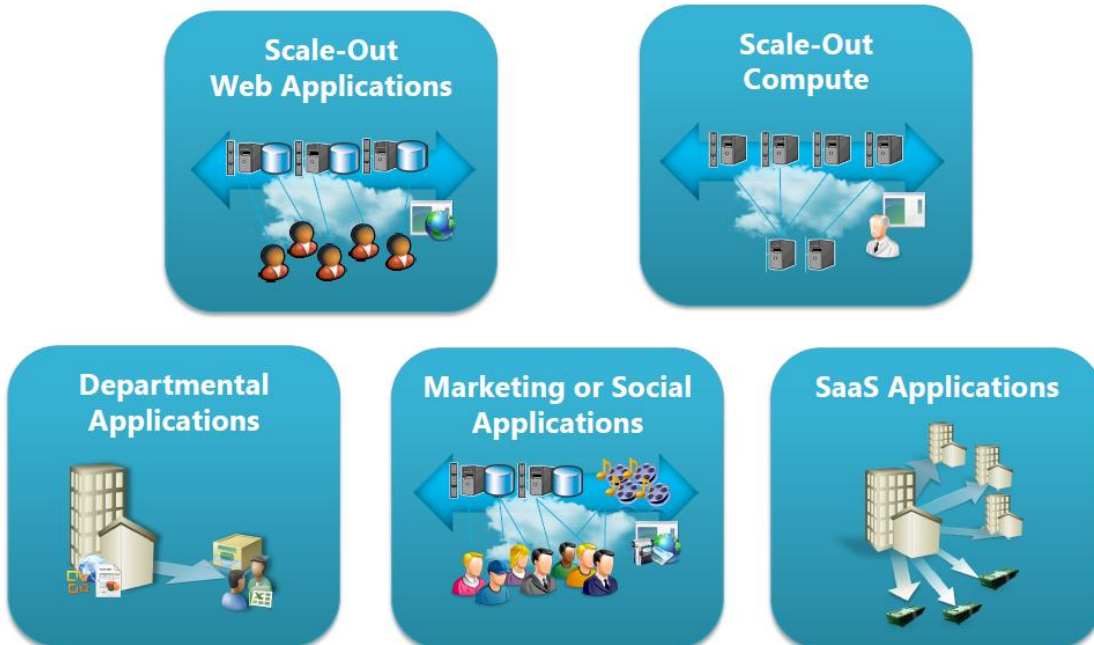 Scale-Out
Web Applications
Scale-Out
Compute
Departmental
Applications
Marketing or Social
Applications
SaaS Applications